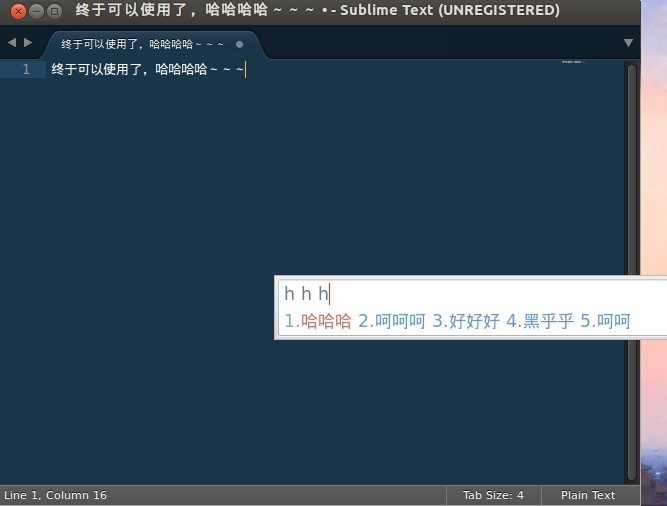 终于可以使用了，哈哈哈哈～～～ • - Sublime Text (UNREGISTERED)
终于可以使用了，哈哈哈哈～～～
1 终于可以使用了，哈哈哈哈～～～
h h h
1.哈哈哈 2.呵呵呵 3.好好好 4.黑乎乎 5.呵呵
Line 1, Column 16 Tab Size: 4 Plain Text